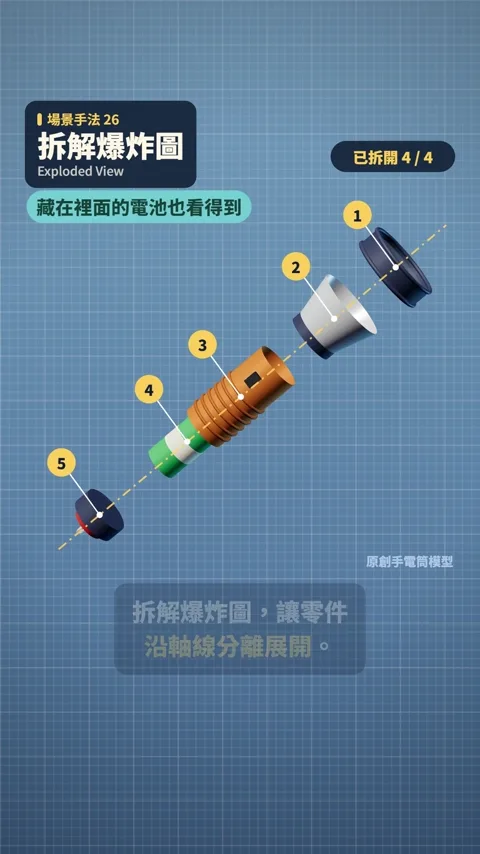 場景手法 26
拆解爆炸圖
Exploded View
藏在裡面的電池也看得到
已拆開 4 / 4
1
2
3
4
5
原創手電筒模型
拆解爆炸圖，讓零件
沿軸線分離展開。